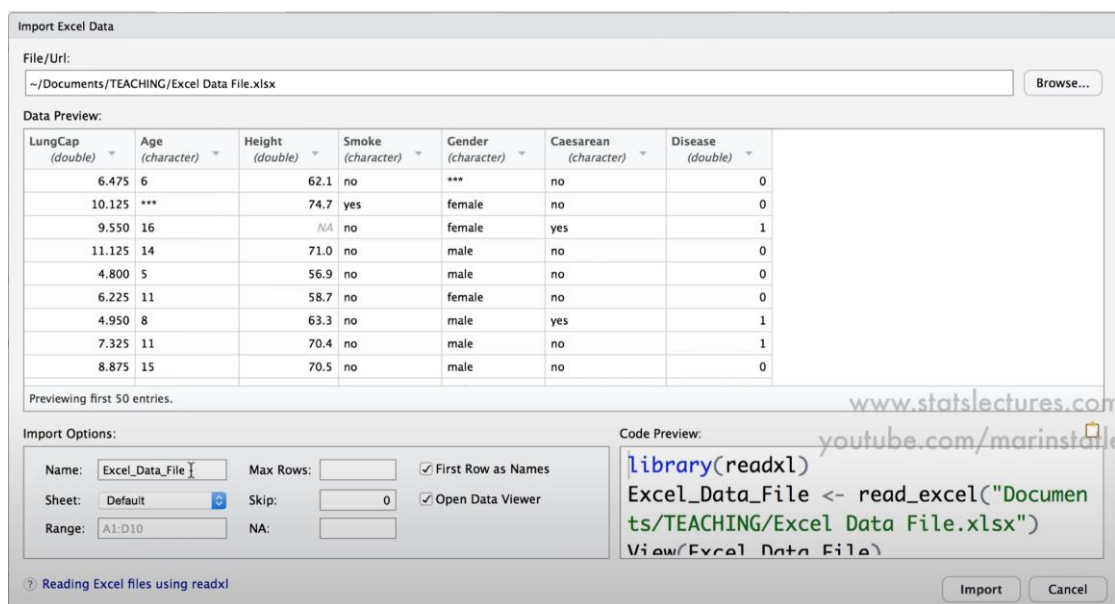 Import Excel Data
File/Url:
~/Documents/TEACHING/Excel Data File.xlsx
Browse...
Data Preview:
LungCap Age Height Smoke Gender Caesarean Disease
(double) (character) (double) (character) (character) (character) (double)
6.475 6 62.1 no *** no 0
10.125 *** 74.7 yes female no 0
9.550 16 NA no female yes 1
11.125 14 71.0 no male no 0
4.800 5 56.9 no male no 0
6.225 11 58.7 no female no 0
4.950 8 63.3 no male yes 1
7.325 11 70.4 no male no 1
8.875 15 70.5 no male no 0
Previewing first 50 entries.
www.statslectures.com
youtube.com/marinstatle
Import Options:
Name: Excel_Data_File Max Rows: First Row as Names
Sheet: Default Skip: 0 Open Data Viewer
Range: A1:D10 NA:
Code Preview:
library(readxl)
Excel_Data_File <- read_excel("Documen
ts/TEACHING/Excel Data File.xlsx")
View(Excel_Data_File)
? Reading Excel files using readxl
Import Cancel